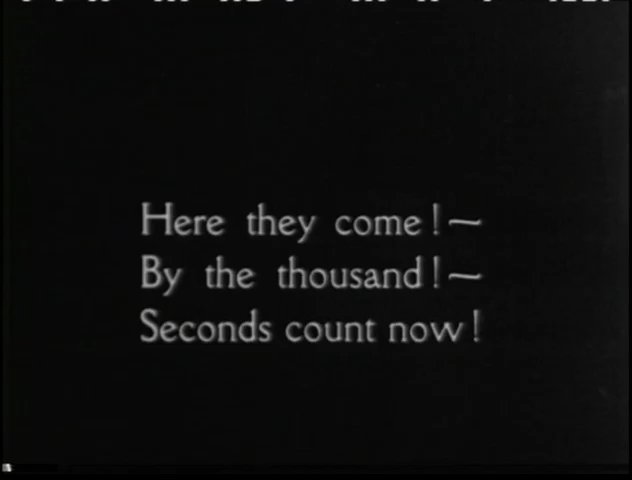 Here they come!—
By the thousand!—
Seconds count now!